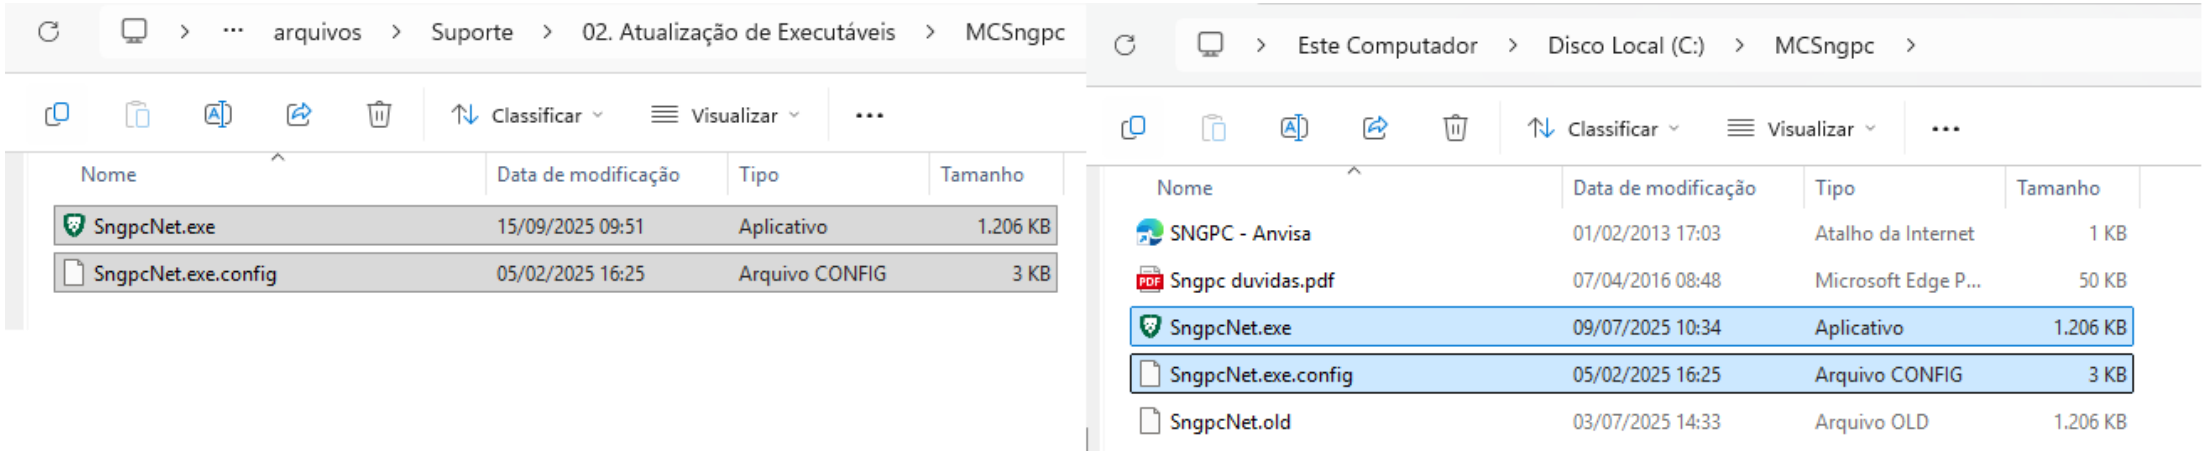 ··· arquivos > Suporte > 02. Atualização de Executáveis > MCSngpc
Classificar Visualizar ···
Nome Data de modificação Tipo Tamanho
SngpcNet.exe 15/09/2025 09:51 Aplicativo 1.206 KB
SngpcNet.exe.config 05/02/2025 16:25 Arquivo CONFIG 3 KB
> Este Computador > Disco Local (C:) > MCSngpc >
Classificar Visualizar ···
Nome Data de modificação Tipo Tamanho
SNGPC - Anvisa 01/02/2013 17:03 Atalho da Internet 1 KB
PDF Sngpc duvidas.pdf 07/04/2016 08:48 Microsoft Edge P... 50 KB
SngpcNet.exe 09/07/2025 10:34 Aplicativo 1.206 KB
SngpcNet.exe.config 05/02/2025 16:25 Arquivo CONFIG 3 KB
SngpcNet.old 03/07/2025 14:33 Arquivo OLD 1.206 KB